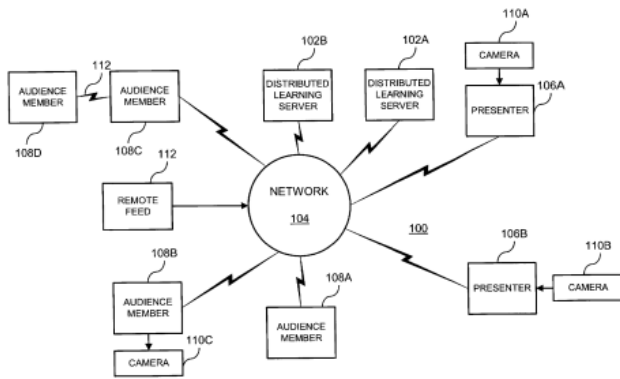 110A
102B
102A
CAMERA
112
106A
AUDIENCE
MEMBER
AUDIENCE
MEMBER
DISTRIBUTED
LEARNING
SERVER
DISTRIBUTED
LEARNING
SERVER
PRESENTER
108D
108C
112
NETWORK
104
REMOTE
FEED
100
106B
110B
108B
108A
PRESENTER
CAMERA
AUDIENCE
MEMBER
AUDIENCE
MEMBER
110C
CAMERA